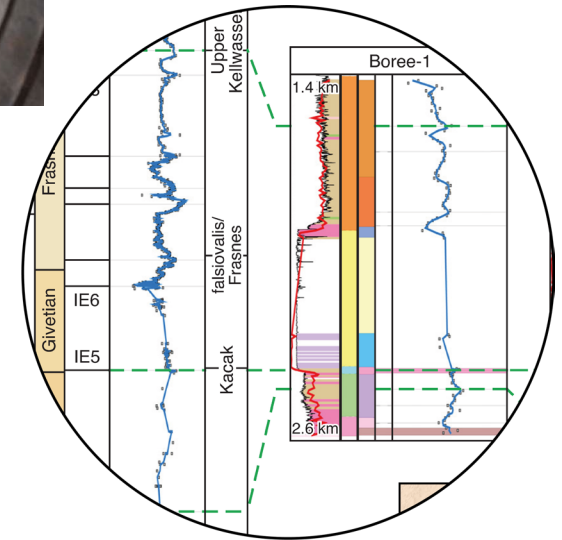 Upper
Kellwasse
Boree-1
1.4 km
Frasn
falsiovalis/
Frasnes
Givetian
IE6
IE5
Kacak
2.6 km